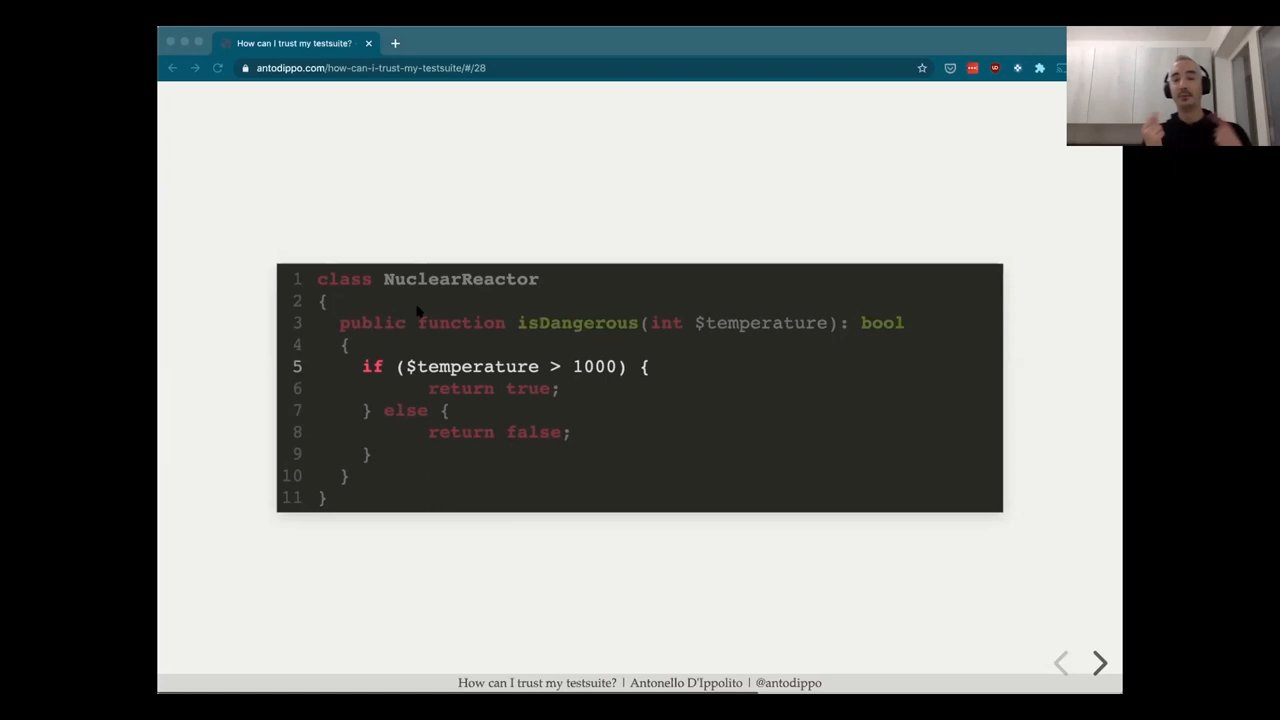 How can I trust my testsuite?
antodippo.com/how-can-i-trust-my-testsuite/#/28
1 class NuclearReactor
2 {
3 public function isDangerous(int $temperature): bool
4 {
5 if ($temperature > 1000) {
6 return true;
7 } else {
8 return false;
9 }
10 }
11 }
How can I trust my testsuite? | Antonello D'Ippolito | @antodippo